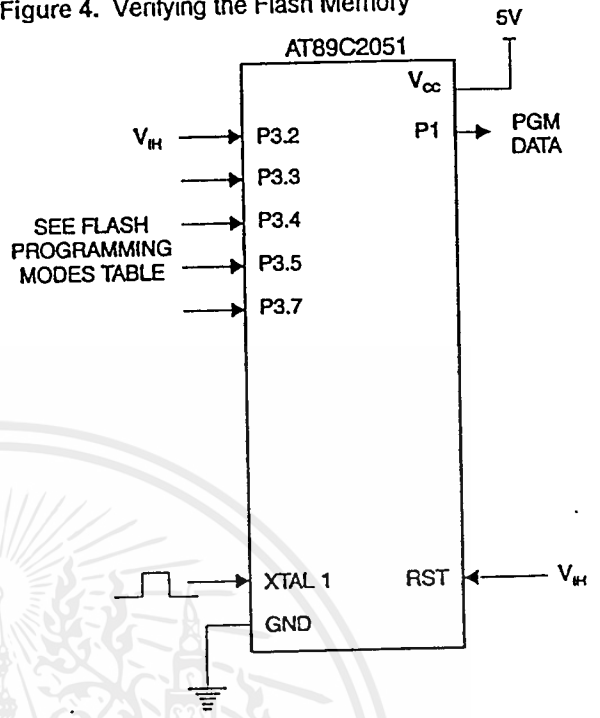 Figure 4. Verifying the Flash Memory
5V
AT89C2051
VCC
VIH
P3.2
P1
PGM
DATA
P3.3
SEE FLASH
PROGRAMMING
MODES TABLE
P3.4
P3.5
P3.7
XTAL 1
RST
VIH
GND